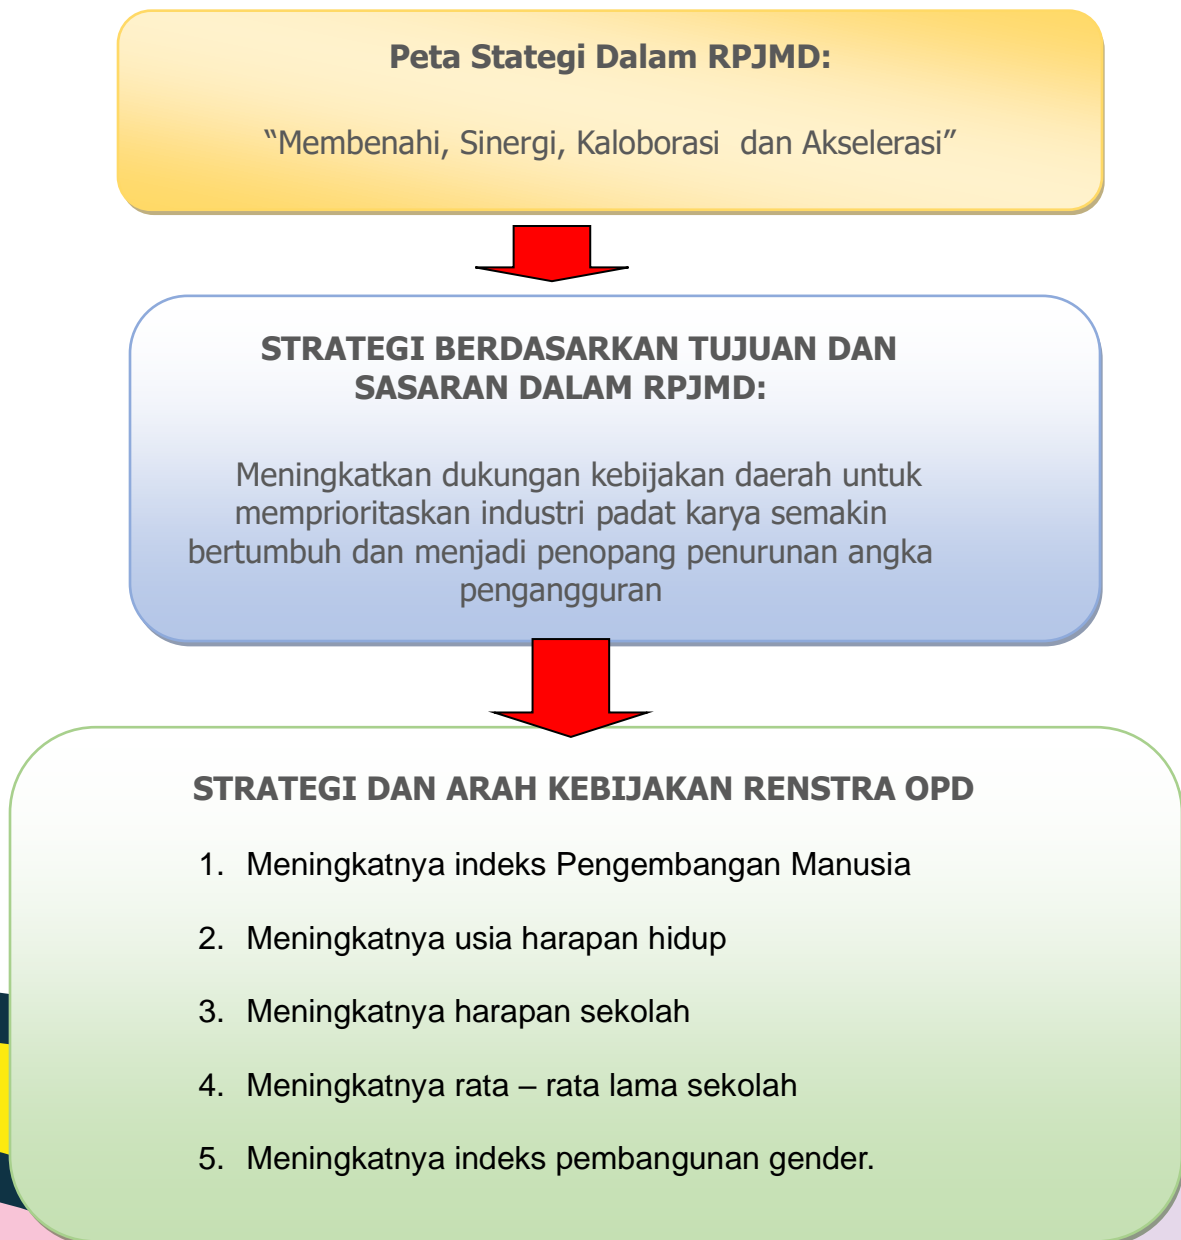 Peta Stategi Dalam RPJMD:
“Membenahi, Sinergi, Kaloborasi dan Akselerasi”
STRATEGI BERDASARKAN TUJUAN DAN
SASARAN DALAM RPJMD:
Meningkatkan dukungan kebijakan daerah untuk
memprioritaskan industri padat karya semakin
bertumbuh dan menjadi penopang penurunan angka
pengangguran
STRATEGI DAN ARAH KEBIJAKAN RENSTRA OPD
1. Meningkatnya indeks Pengembangan Manusia
2. Meningkatnya usia harapan hidup
3. Meningkatnya harapan sekolah
4. Meningkatnya rata – rata lama sekolah
5. Meningkatnya indeks pembangunan gender.